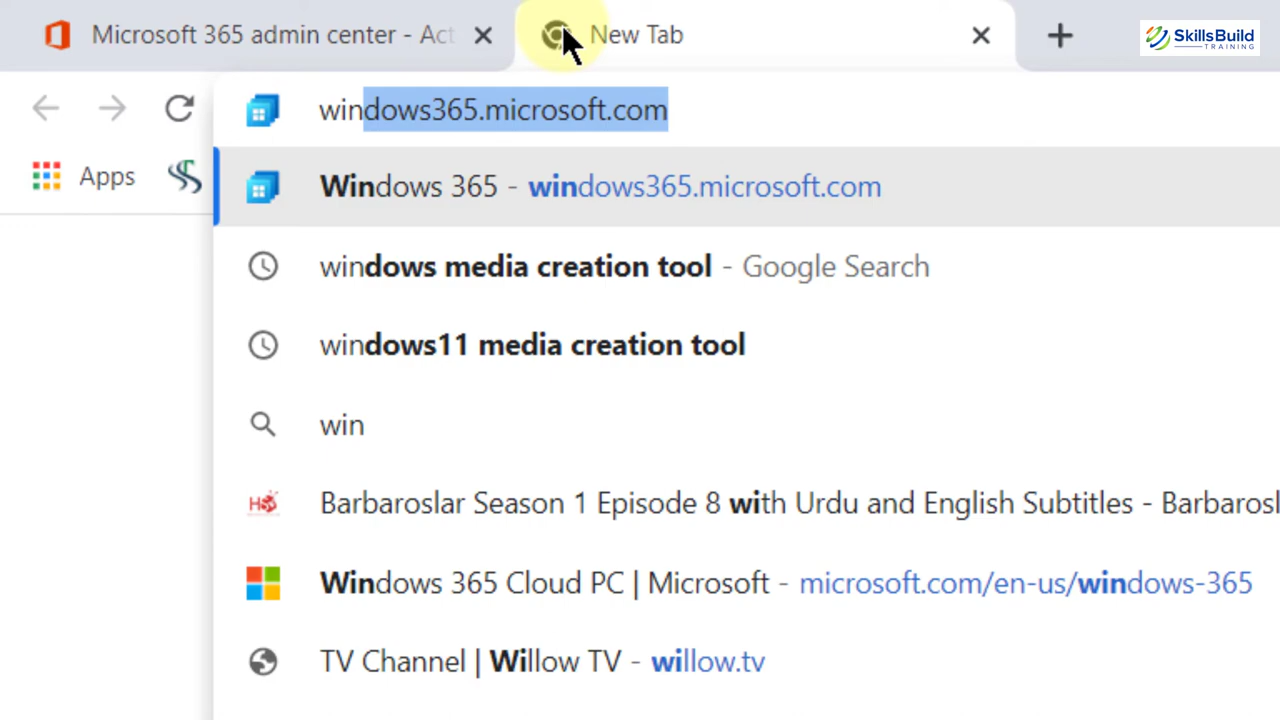 Microsoft 365 admin center - Act
New Tab
SkillsBuild
TRAINING
windows365.microsoft.com
Apps
Windows 365 - windows365.microsoft.com
windows media creation tool - Google Search
windows11 media creation tool
win
Barbaroslar Season 1 Episode 8 with Urdu and English Subtitles - Barbarosl
Windows 365 Cloud PC | Microsoft - microsoft.com/en-us/windows-365
TV Channel | Willow TV - willow.tv